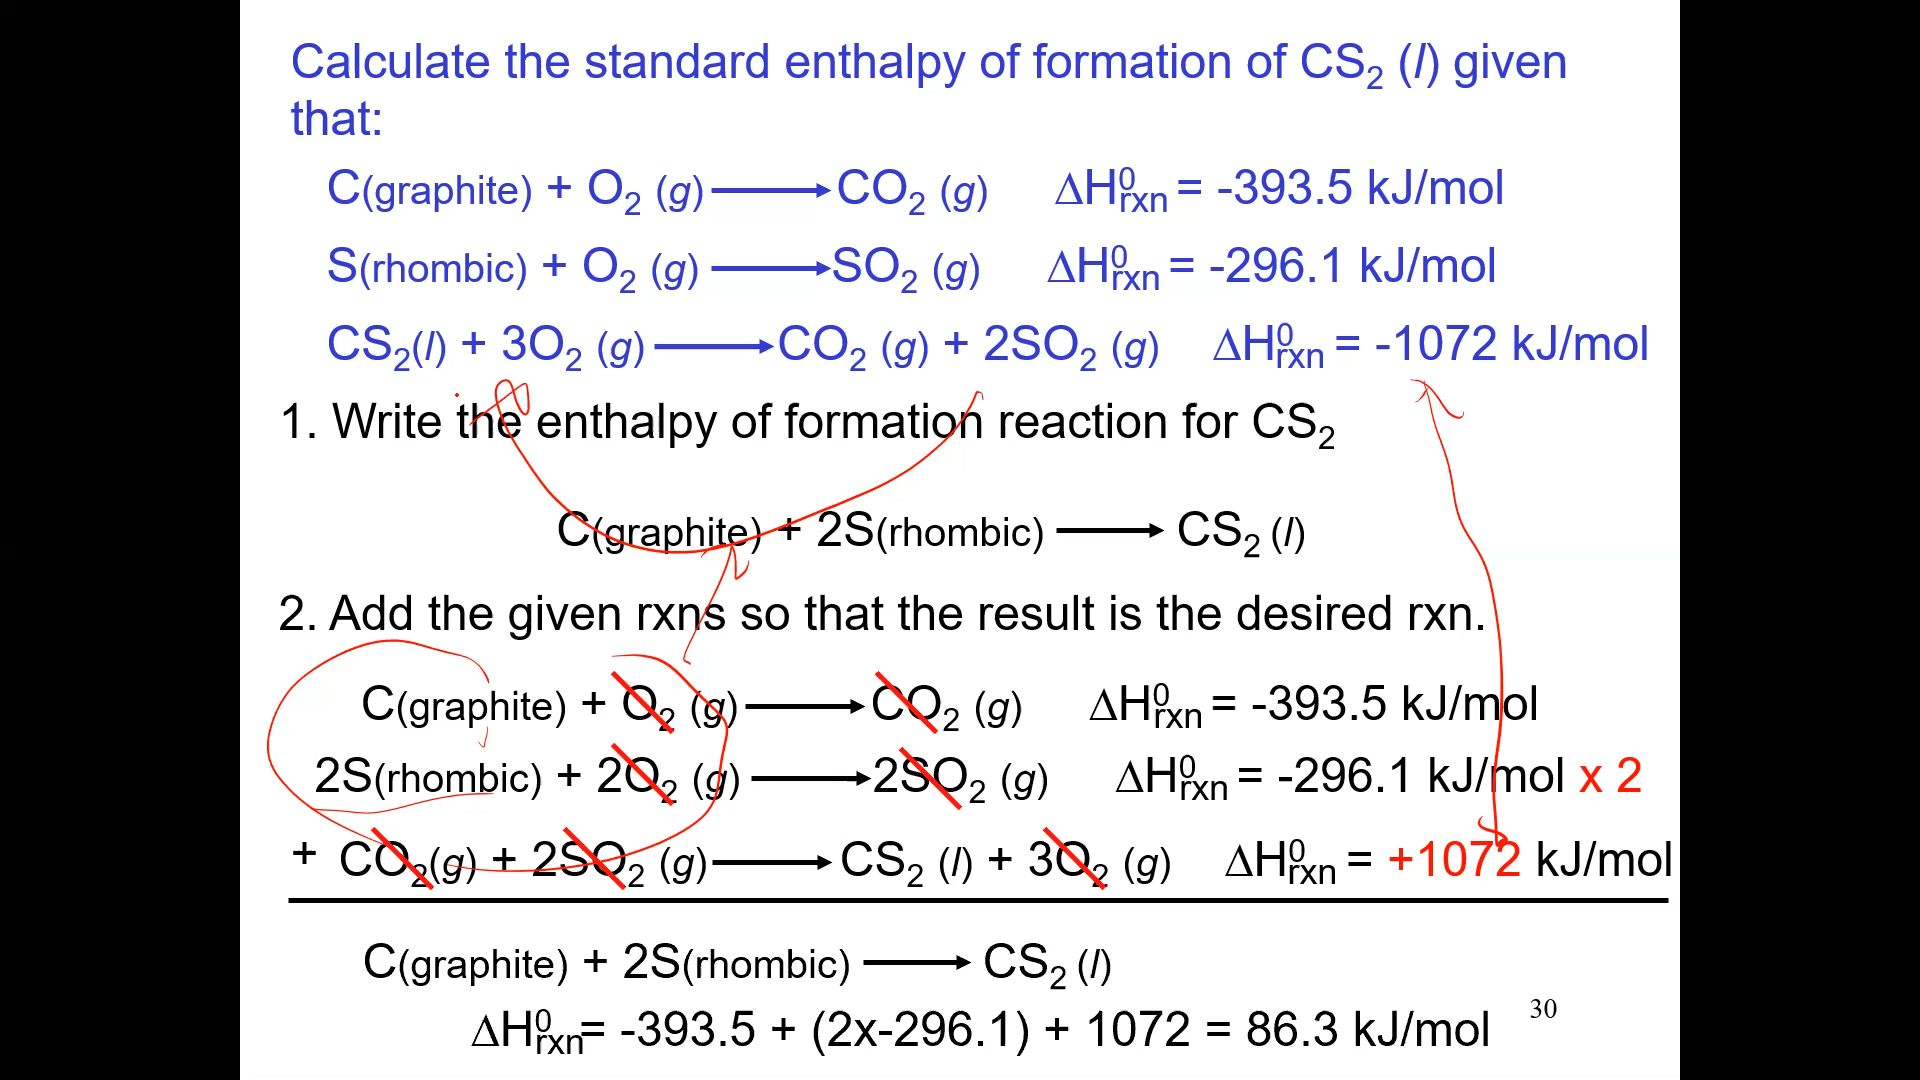 Calculate the standard enthalpy of formation of CS₂ (l) given
that:
C(graphite) + O₂ (g) ⟶ CO₂ (g) ΔH⁰rxn = -393.5 kJ/mol
S(rhombic) + O₂ (g) ⟶ SO₂ (g) ΔH⁰rxn = -296.1 kJ/mol
CS₂(l) + 3O₂ (g) ⟶ CO₂ (g) + 2SO₂ (g) ΔH⁰rxn = -1072 kJ/mol
1. Write the enthalpy of formation reaction for CS₂
C(graphite) + 2S(rhombic) ⟶ CS₂ (l)
2. Add the given rxns so that the result is the desired rxn.
C(graphite) + O₂ (g) ⟶ CO₂ (g) ΔH⁰rxn = -393.5 kJ/mol
2S(rhombic) + 2O₂ (g) ⟶ 2SO₂ (g) ΔH⁰rxn = -296.1 kJ/mol x 2
+ CO₂(g) + 2SO₂ (g) ⟶ CS₂ (l) + 3O₂ (g) ΔH⁰rxn = +1072 kJ/mol
C(graphite) + 2S(rhombic) ⟶ CS₂ (l)
ΔH⁰rxn= -393.5 + (2x-296.1) + 1072 = 86.3 kJ/mol
30